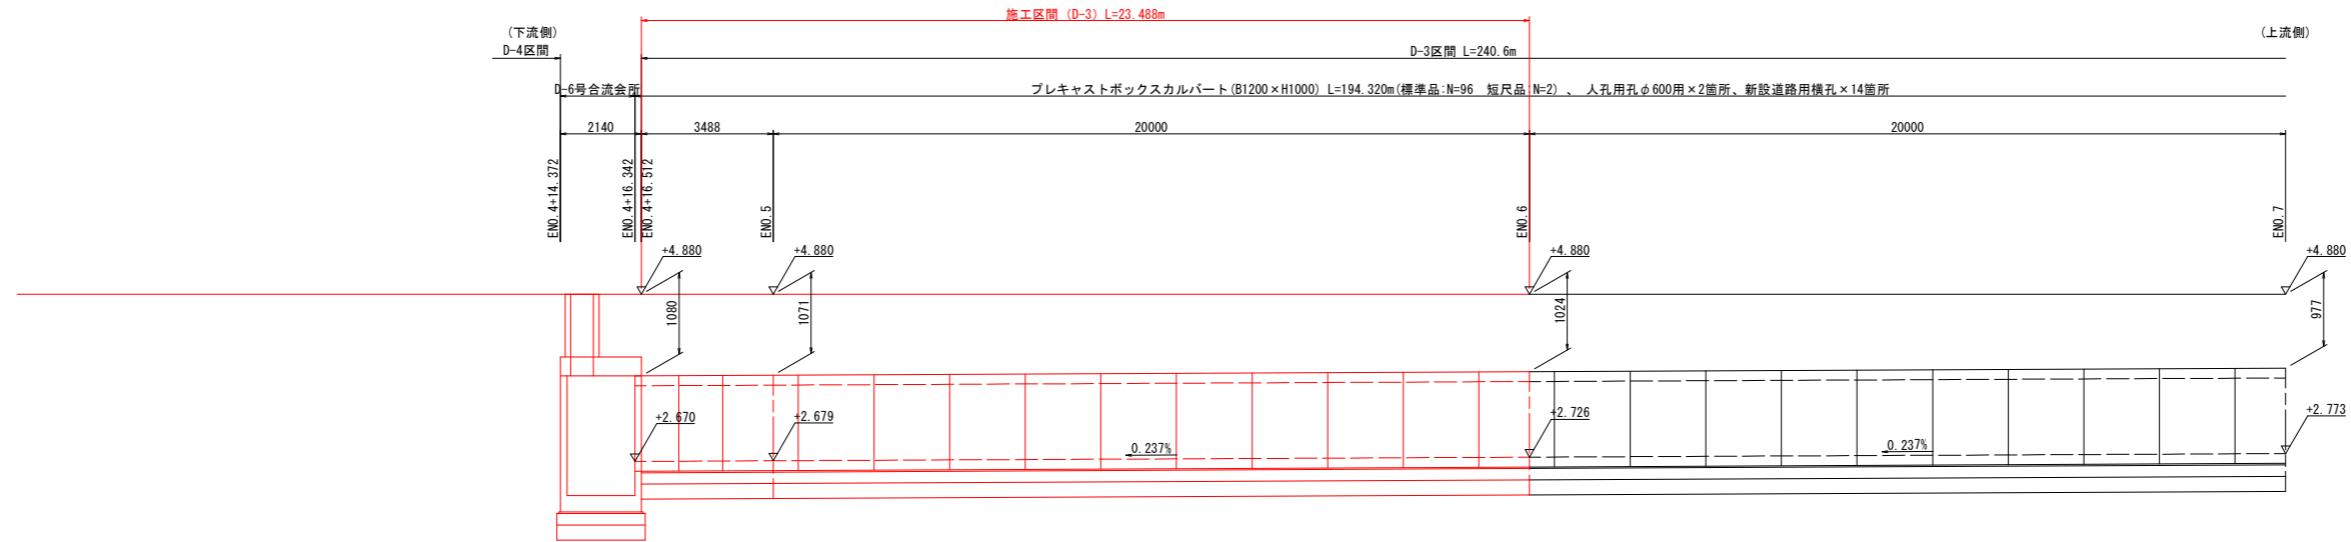 施工区間 (D-3) L=23.488m
(下流側)
(上流側)
D-4区間
D-3区間 L=240.6m
D-6号合流会所
プレキャストボックスカルバート(B1200×H1000) L=194.320m(標準品:N=96 短尺品:N=2) 、 人孔用孔φ600用×2箇所、新設道路用横孔×14箇所
2140
3488
20000
20000
ENO.4+14.372
ENO.4+16.342
ENO.4+16.512
ENO.5
ENO.6
ENO.7
+4.880
+4.880
+4.880
+4.880
1080
1071
1024
977
+2.670
+2.679
+2.726
+2.773
0.237%
0.237%